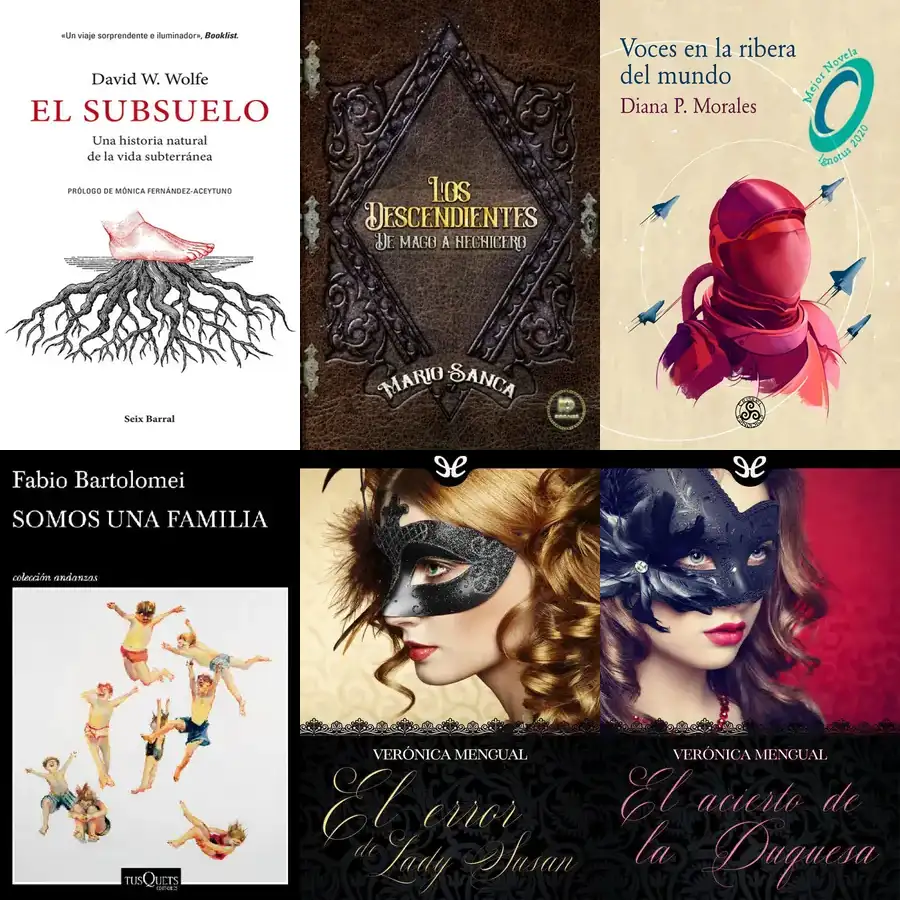 «Un viaje sorprendente e iluminador», Booklist.
David W. Wolfe
EL SUBSUELO
Una historia natural
de la vida subterránea
PRÓLOGO DE MÓNICA FERNÁNDEZ-ACEYTUNO
Seix Barral
LOS
DESCENDIENTES
DE MAGO A HECHICERO
MARIO SANCA
Voces en la ribera
del mundo
Diana P. Morales
Mejor Novela
Ignotus 2020
Fabio Bartolomei
SOMOS UNA FAMILIA
colección andanzas
TUSQUETS
EDITORES
VERÓNICA MENGUAL
El error
de Lady Susan
VERÓNICA MENGUAL
El acierto de
la Duquesa